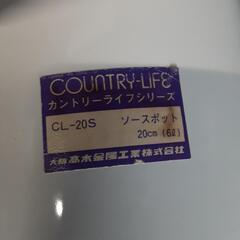 COUNTRY-LIFE
カントリーライフシリーズ
CL-20S ソースポット
20cm (6ℓ)
大阪 高木金属工業株式会社